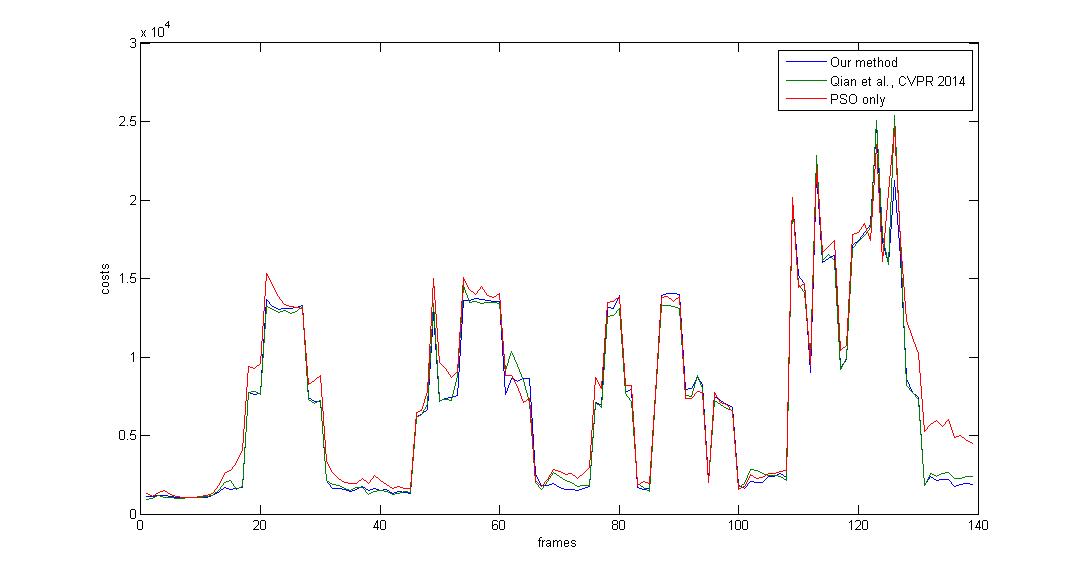 x 10^4
3
2.5
2
1.5
1
0.5
0
0 20 40 60 80 100 120 140
costs
frames
Our method
Qian et al., CVPR 2014
PSO only